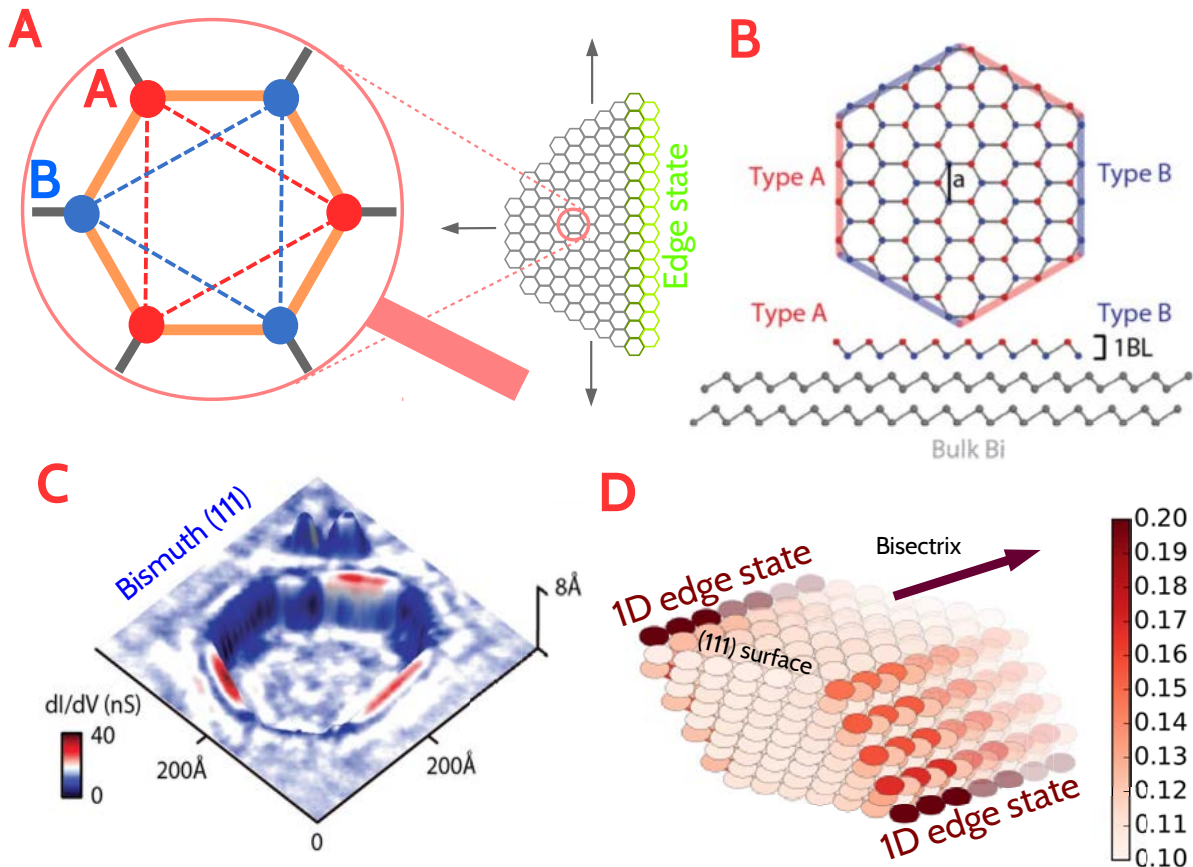 A
A
B
Edge state
B
Type A
Type B
a
Type A
Type B
1BL
Bulk Bi
C
Bismuth (111)
8Å
dI/dV (nS)
40
0
200Å
200Å
0
D
Bisectrix
1D edge state
(111) surface
1D edge state
0.20
0.19
0.18
0.17
0.16
0.15
0.14
0.13
0.12
0.11
0.10